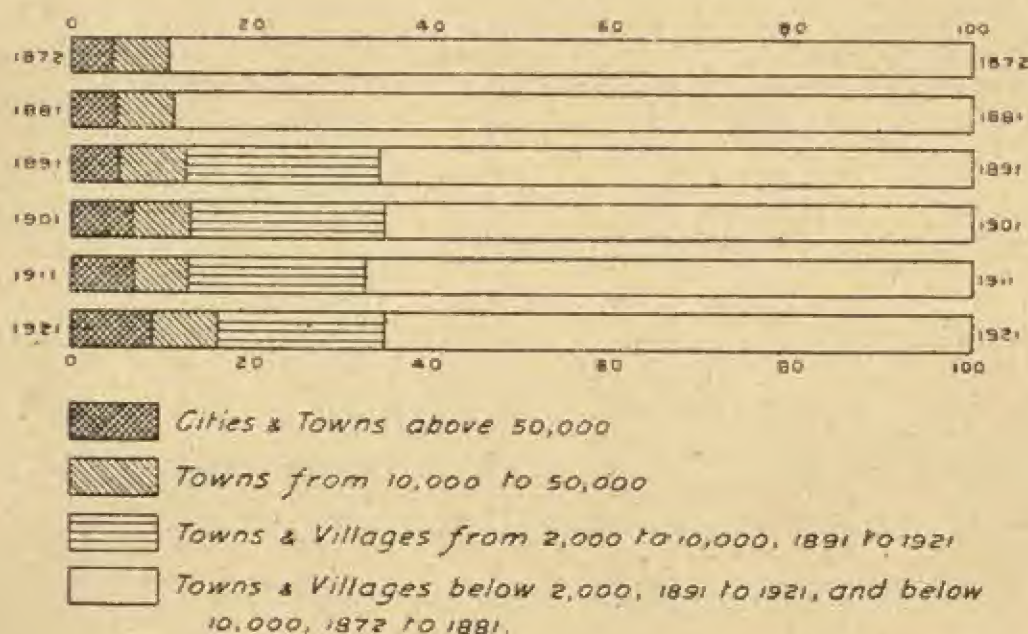 0 20 40 60 80 100
1872 1872
1881 1881
1891 1891
1901 1901
1911 1911
1921 1921
0 20 40 60 80 100
Cities & Towns above 50,000
Towns from 10,000 to 50,000
Towns & Villages from 2,000 to 10,000, 1891 to 1921
Towns & Villages below 2,000, 1891 to 1921, and below
10,000, 1872 to 1881.